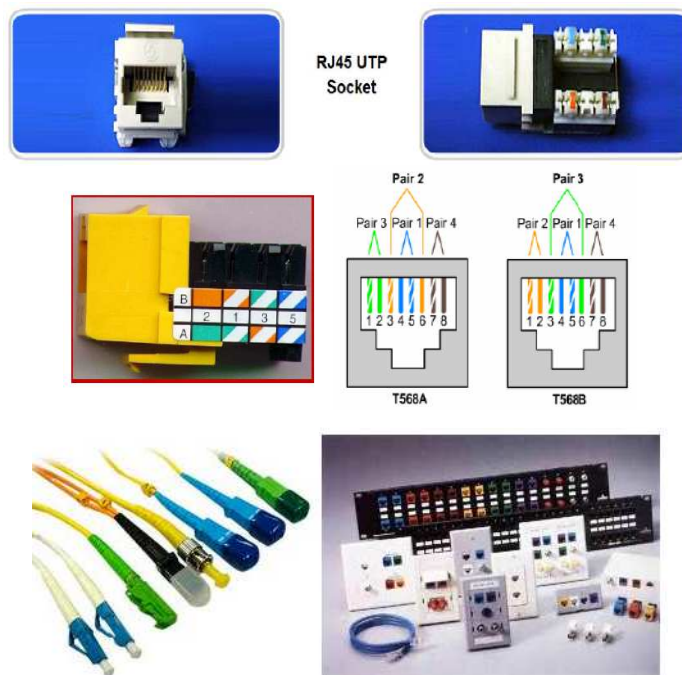 RJ45 UTP
Socket
Pair 2
Pair 3 Pair 1 Pair 4
1 2 3 4 5 6 7 8
T568A
Pair 3
Pair 2 Pair 1 Pair 4
1 2 3 4 5 6 7 8
T568B
B
2 1 3 5
A